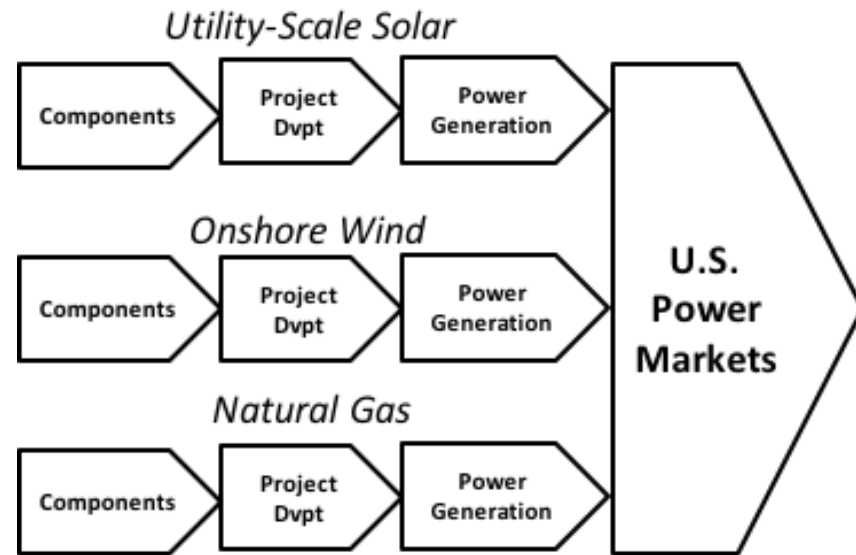 Utility-Scale Solar
Components
Project
Dvpt
Power
Generation
Onshore Wind
Components
Project
Dvpt
Power
Generation
Natural Gas
Components
Project
Dvpt
Power
Generation
U.S.
Power
Markets